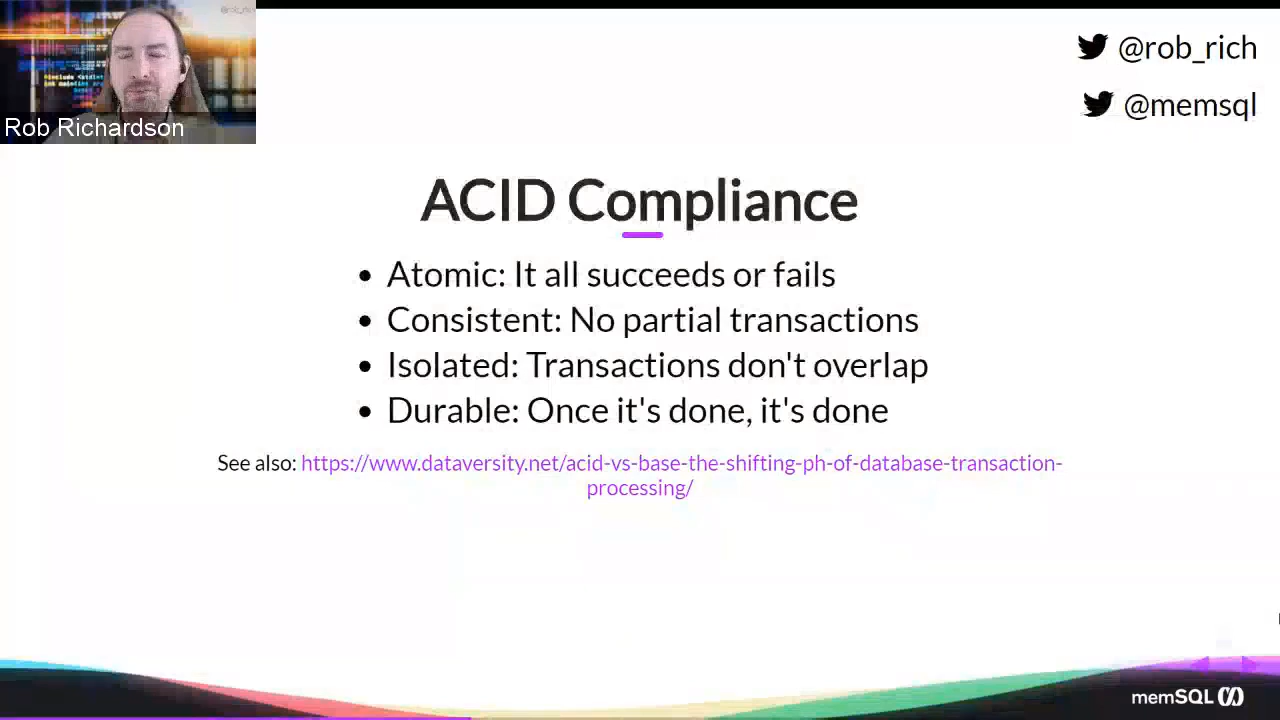 @rob_rich
Rob Richardson
@rob_rich
@memsql
ACID Compliance
• Atomic: It all succeeds or fails
• Consistent: No partial transactions
• Isolated: Transactions don't overlap
• Durable: Once it's done, it's done
See also: https://www.dataversity.net/acid-vs-base-the-shifting-ph-of-database-transaction-
processing/
memSQL